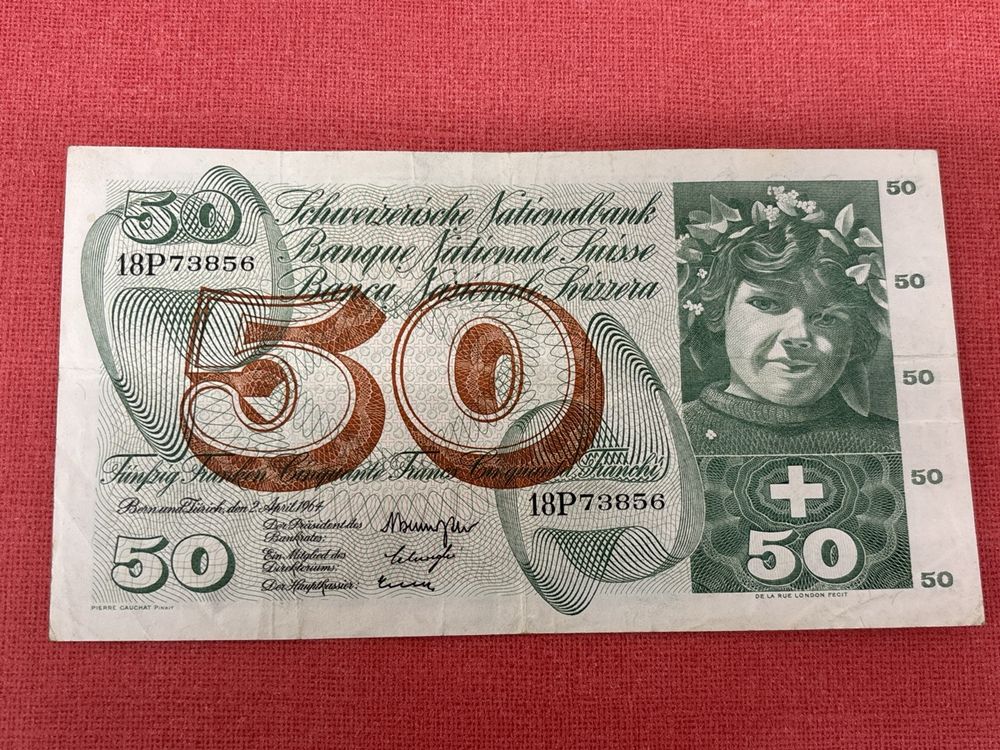 50
18P73856
Schweizerische Nationalbank
Banque Nationale Suisse
Banca Nazionale Svizzera
50
Fünfzig Franken Cinquante Francs Cinquanta Franchi
Bern und Zürich, den 2. April 1964
Der Präsident des
Bankrates:
Ein Mitglied des
Direktoriums:
Der Hauptkassier:
18P73856
50
PIERRE GAUCHAT PINXIT
50
50
50
50
50
50
DE LA RUE LONDON FECIT